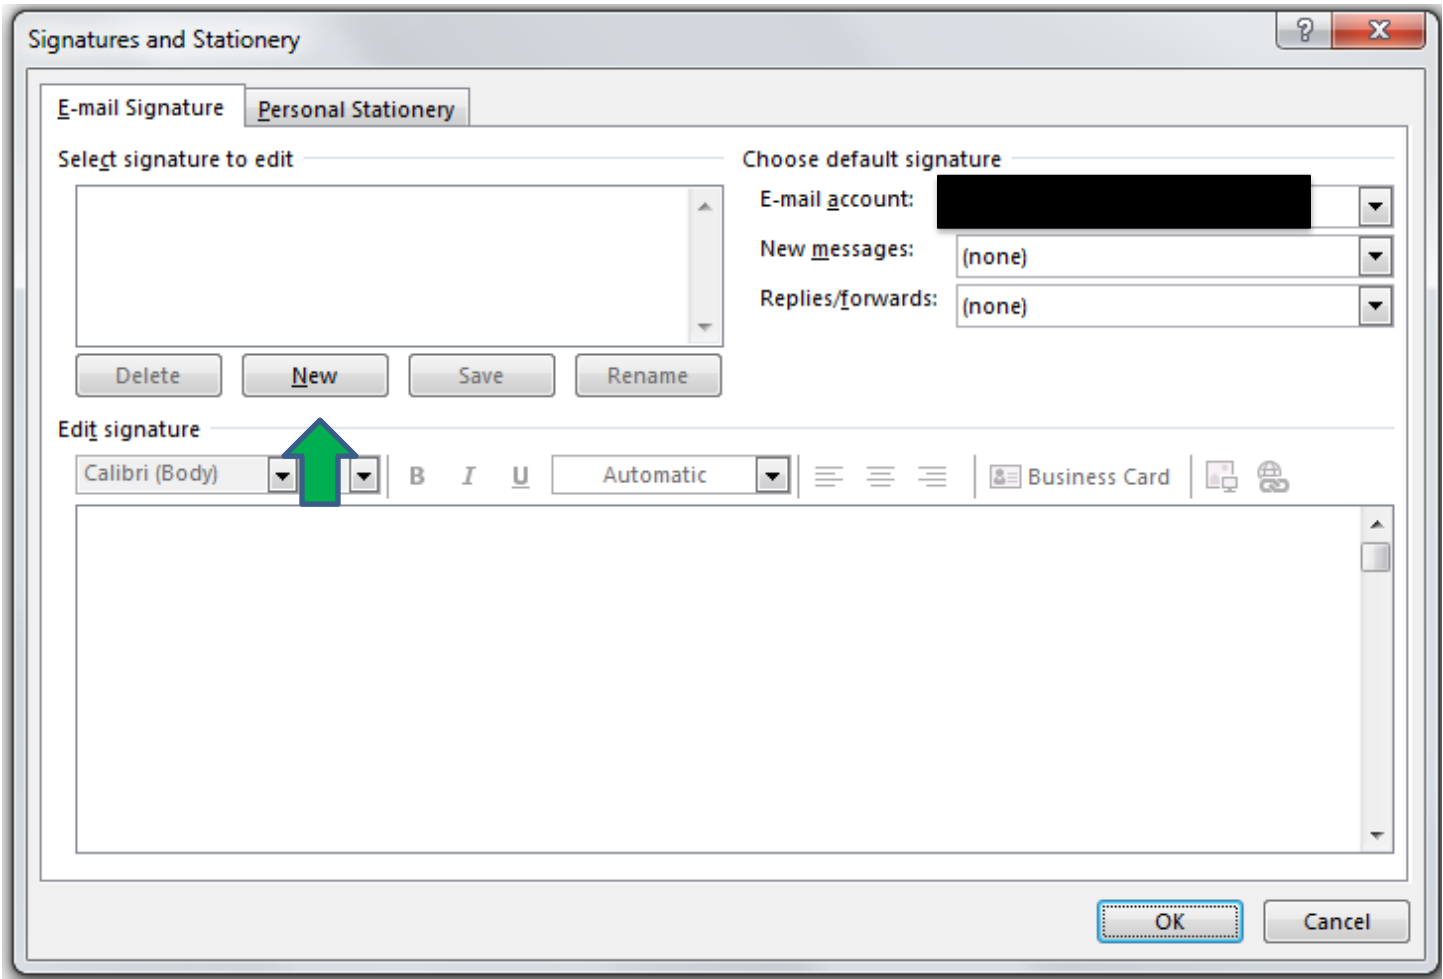 Signatures and Stationery
?
X
E-mail Signature
Personal Stationery
Select signature to edit
Choose default signature
E-mail account:
New messages:
(none)
Replies/forwards:
(none)
Delete
New
Save
Rename
Edit signature
Calibri (Body)
B
I
U
Automatic
Business Card
OK
Cancel